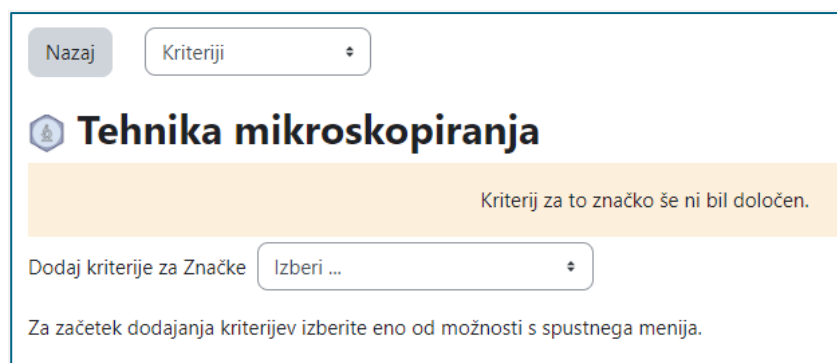 Nazaj
Kriteriji
Tehnika mikroskopiranja
Kriterij za to značko še ni bil določen.
Dodaj kriterije za Značke
Izberi ...
Za začetek dodajanja kriterijev izberite eno od možnosti s spustnega menija.